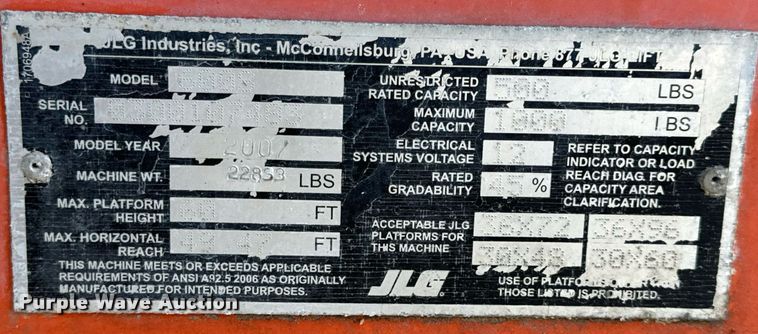 JLG Industries, Inc - McConnellsburg, PA USA Phone 877
MODEL
SERIAL NO.
MODEL YEAR 2007
MACHINE WT. 22833 LBS
MAX. PLATFORM HEIGHT FT
MAX. HORIZONTAL REACH FT
THIS MACHINE MEETS OR EXCEEDS APPLICABLE
REQUIREMENTS OF ANSI A92.5 2006 AS ORIGINALLY
MANUFACTURED FOR INTENDED PURPOSES.
UNRESTRICTED RATED CAPACITY 500 LBS
MAXIMUM CAPACITY 1000 LBS
ELECTRICAL SYSTEMS VOLTAGE 12
RATED GRADABILITY 45 %
REFER TO CAPACITY
INDICATOR OR LOAD
REACH DIAG. FOR
CAPACITY AREA
CLARIFICATION.
ACCEPTABLE JLG
PLATFORMS FOR
THIS MACHINE
36X72 36X96
30X48 30X60
JLG
USE OF PLATFORMS OTHER THAN
THOSE LISTED IS PROHIBITED.
Purple Wave Auction